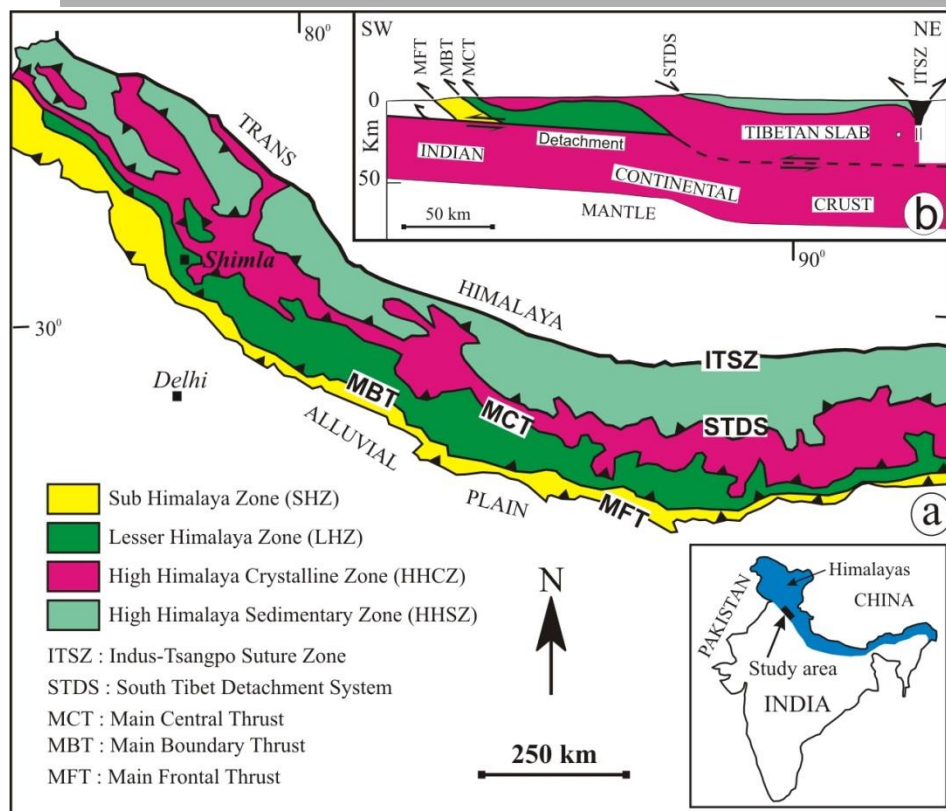 80⁰
SW
NE
MFT
MBT
MCT
STDS
ITSZ
0
Km
50
Detachment
TIBETAN SLAB
INDIAN
CONTINENTAL
CRUST
MANTLE
50 km
b
90⁰
TRANS
HIMALAYA
Shimla
30⁰
Delhi
ITSZ
STDS
MCT
MBT
MFT
ALLUVIAL
PLAIN
a
Sub Himalaya Zone (SHZ)
Lesser Himalaya Zone (LHZ)
High Himalaya Crystalline Zone (HHCZ)
High Himalaya Sedimentary Zone (HHSZ)
ITSZ : Indus-Tsangpo Suture Zone
STDS : South Tibet Detachment System
MCT : Main Central Thrust
MBT : Main Boundary Thrust
MFT : Main Frontal Thrust
N
250 km
Himalayas
CHINA
PAKISTAN
Study area
INDIA